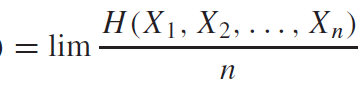 ) = lim H(X₁, X₂, . . . , Xₙ) / n